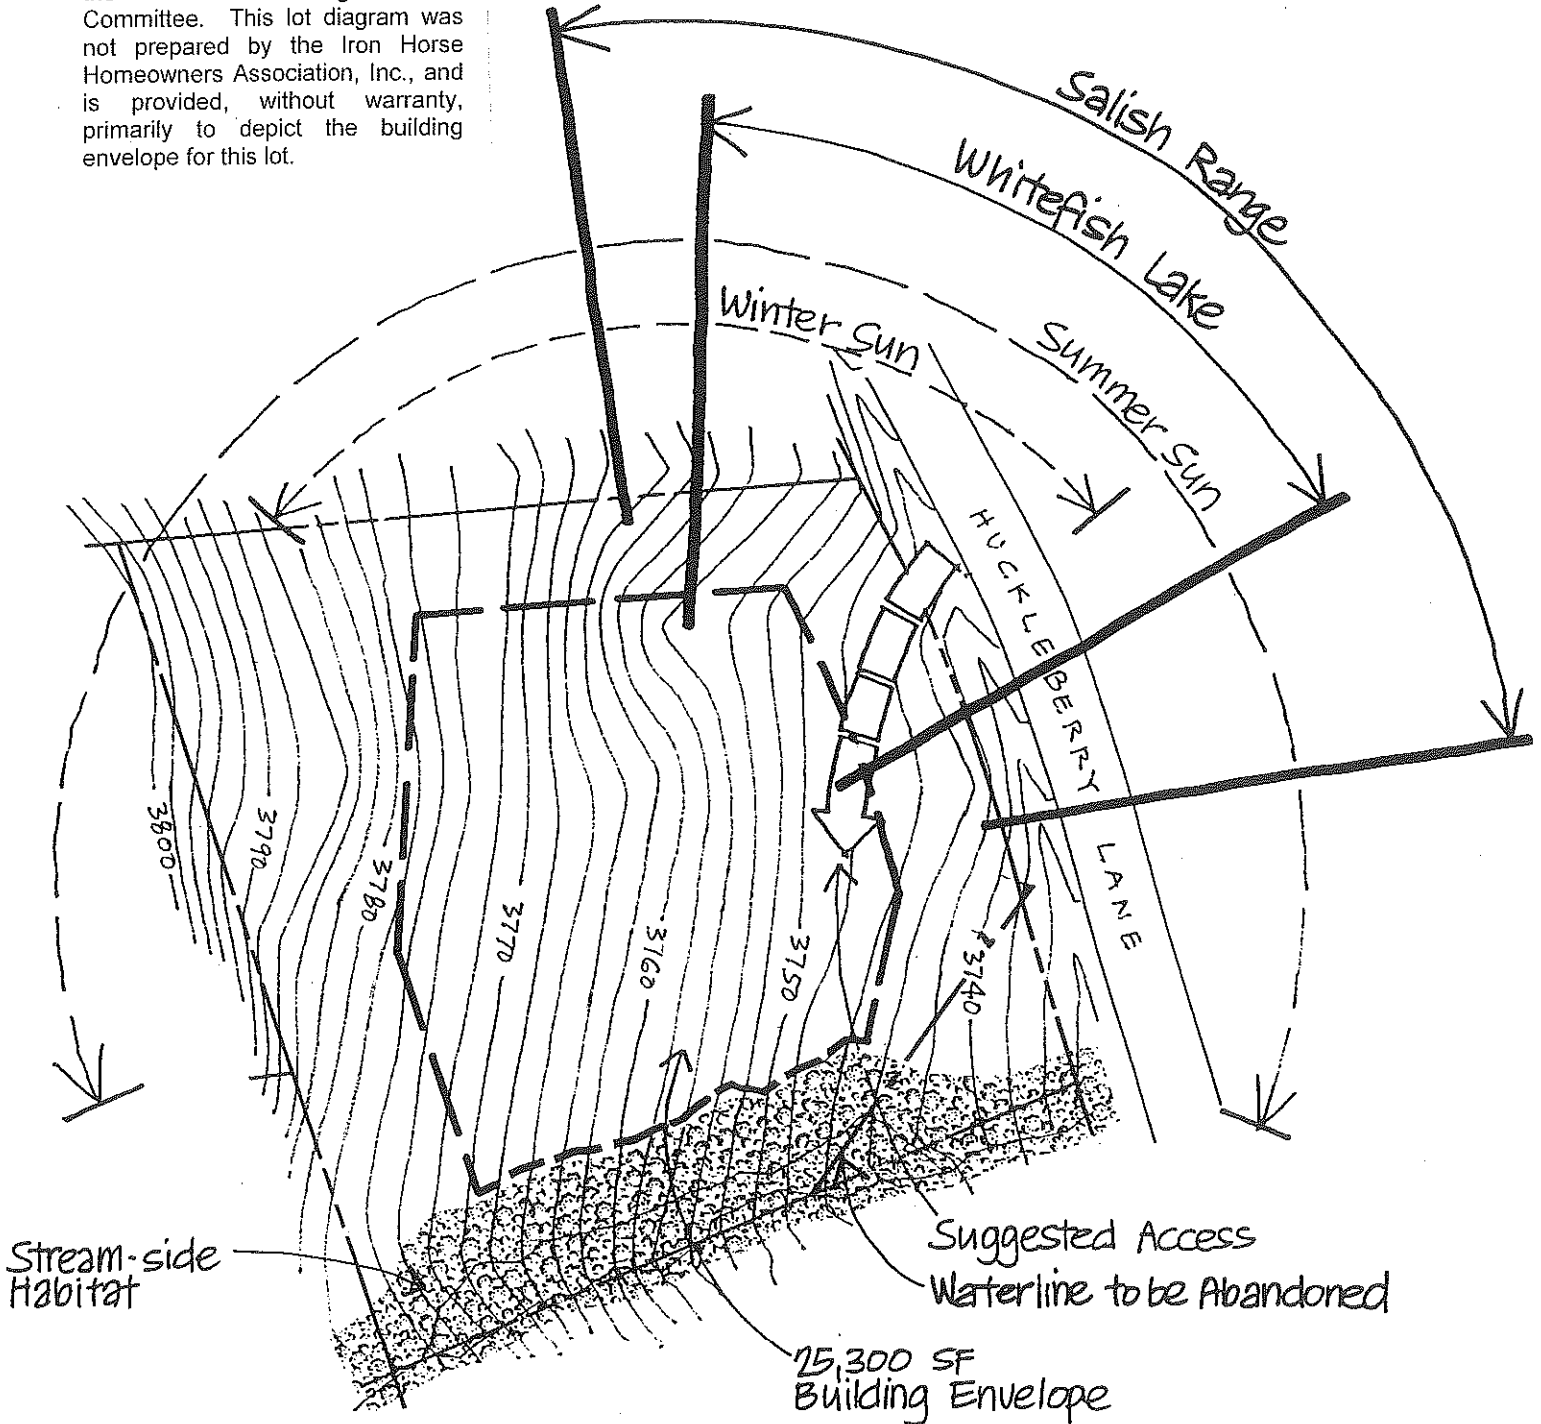 Committee. This lot diagram was
not prepared by the Iron Horse
Homeowners Association, Inc., and
is provided, without warranty,
primarily to depict the building
envelope for this lot.
Salish Range
Whitefish Lake
Winter Sun
Summer Sun
HUCKLEBERRY LANE
3800
3790
3780
3770
3760
3750
3740
Stream-side
Habitat
Suggested Access
Waterline to be Abandoned
25,300 SF
Building Envelope